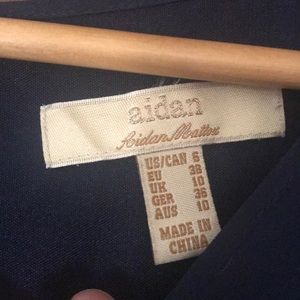 aidan
Aidan Mattox
US/CAN 6
EU 38
UK 10
GER 36
AUS 10
MADE IN
CHINA